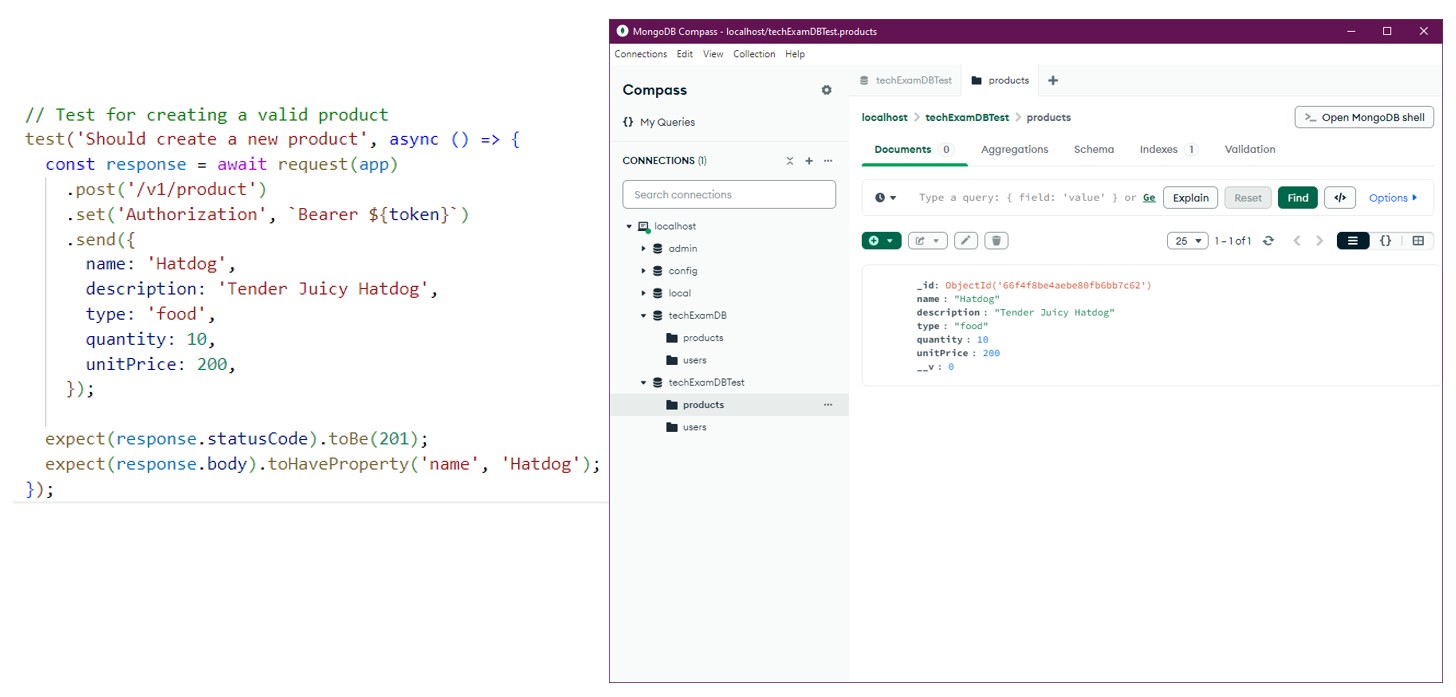 // Test for creating a valid product
test('Should create a new product', async () => {
const response = await request(app)
.post('/v1/product')
.set('Authorization', `Bearer ${token}`)
.send({
name: 'Hatdog',
description: 'Tender Juicy Hatdog',
type: 'food',
quantity: 10,
unitPrice: 200,
});
expect(response.statusCode).toBe(201);
expect(response.body).toHaveProperty('name', 'Hatdog');
});
MongoDB Compass - localhost/techExamDBTest.products
Connections Edit View Collection Help
Compass
{} My Queries
CONNECTIONS (1)
Search connections
localhost
admin
config
local
techExamDB
products
users
techExamDBTest
products
users
techExamDBTest products
localhost > techExamDBTest > products
>_ Open MongoDB shell
Documents 0 Aggregations Schema Indexes 1 Validation
Type a query: { field: 'value' } or Ge Explain Reset Find </> Options
25 1–1 of 1 {}
_id: ObjectId('66f4f8be4aebe80fb6bb7c62')
name : "Hatdog"
description : "Tender Juicy Hatdog"
type : "food"
quantity : 10
unitPrice : 200
__v : 0